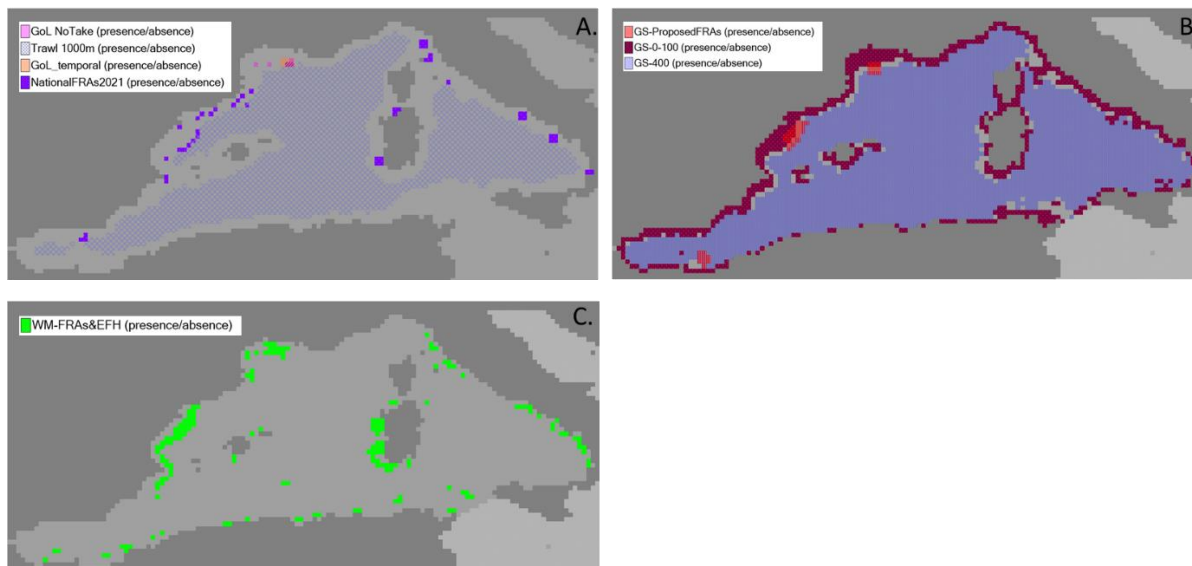 GoL NoTake (presence/absence)
Trawl 1000m (presence/absence)
GoL_temporal (presence/absence)
NationalFRAs2021 (presence/absence)
A.
GS-ProposedFRAs (presence/absence)
GS-0-100 (presence/absence)
GS-400 (presence/absence)
B.
WM-FRAs&EFH (presence/absence)
C.